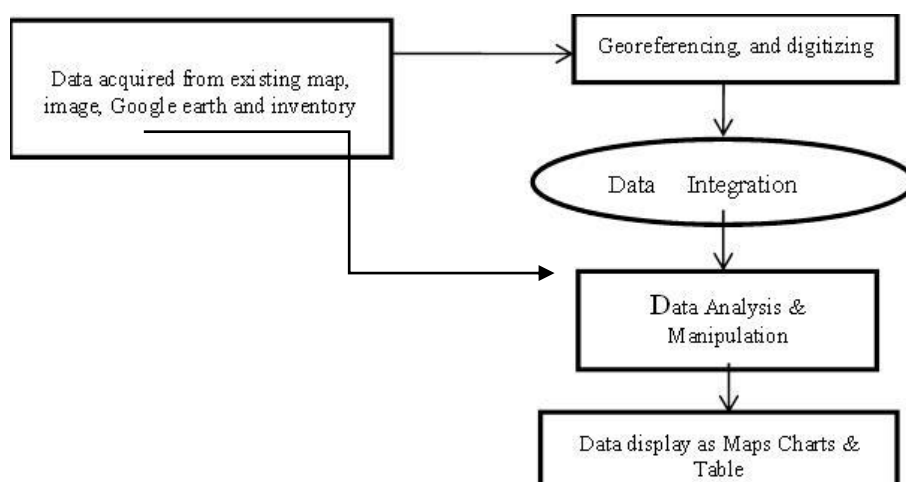 Data acquired from existing map,
image, Google earth and inventory
Georeferencing, and digitizing
Data Integration
Data Analysis &
Manipulation
Data display as Maps Charts &
Table